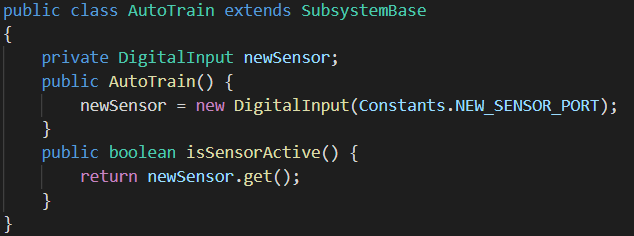 public class AutoTrain extends SubsystemBase
{
    private DigitalInput newSensor;
    public AutoTrain() {
        newSensor = new DigitalInput(Constants.NEW_SENSOR_PORT);
    }
    public boolean isSensorActive() {
        return newSensor.get();
    }
}